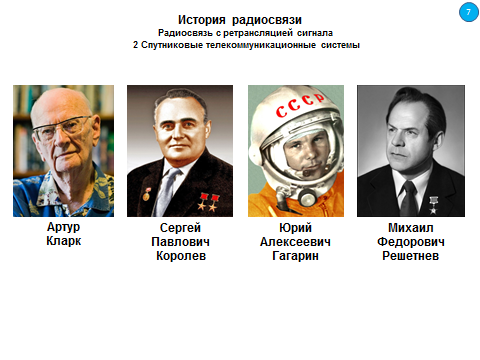 7
История радиосвязи
Радиосвязь с ретрансляцией сигнала
2 Спутниковые телекоммуникационные системы
СССР
Артур
Кларк
Сергей
Павлович
Королев
Юрий
Алексеевич
Гагарин
Михаил
Федорович
Решетнев